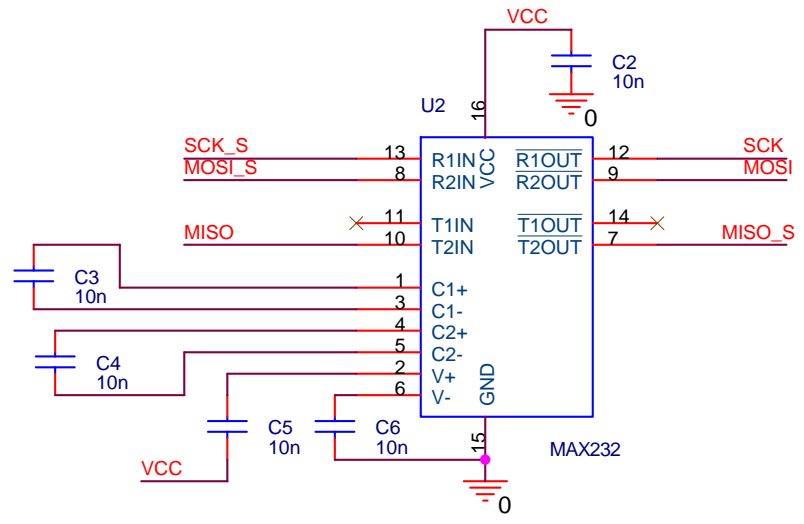 VCC
C2
10n
0
U2
16
VCC
SCK_S
13
R1IN
R1OUT
12
SCK
MOSI_S
8
R2IN
R2OUT
9
MOSI
11
T1IN
T1OUT
14
MISO
10
T2IN
T2OUT
7
MISO_S
C3
10n
1
C1+
3
C1-
4
C2+
C4
10n
5
C2-
2
V+
6
V-
GND
15
C5
10n
C6
10n
MAX232
VCC
0